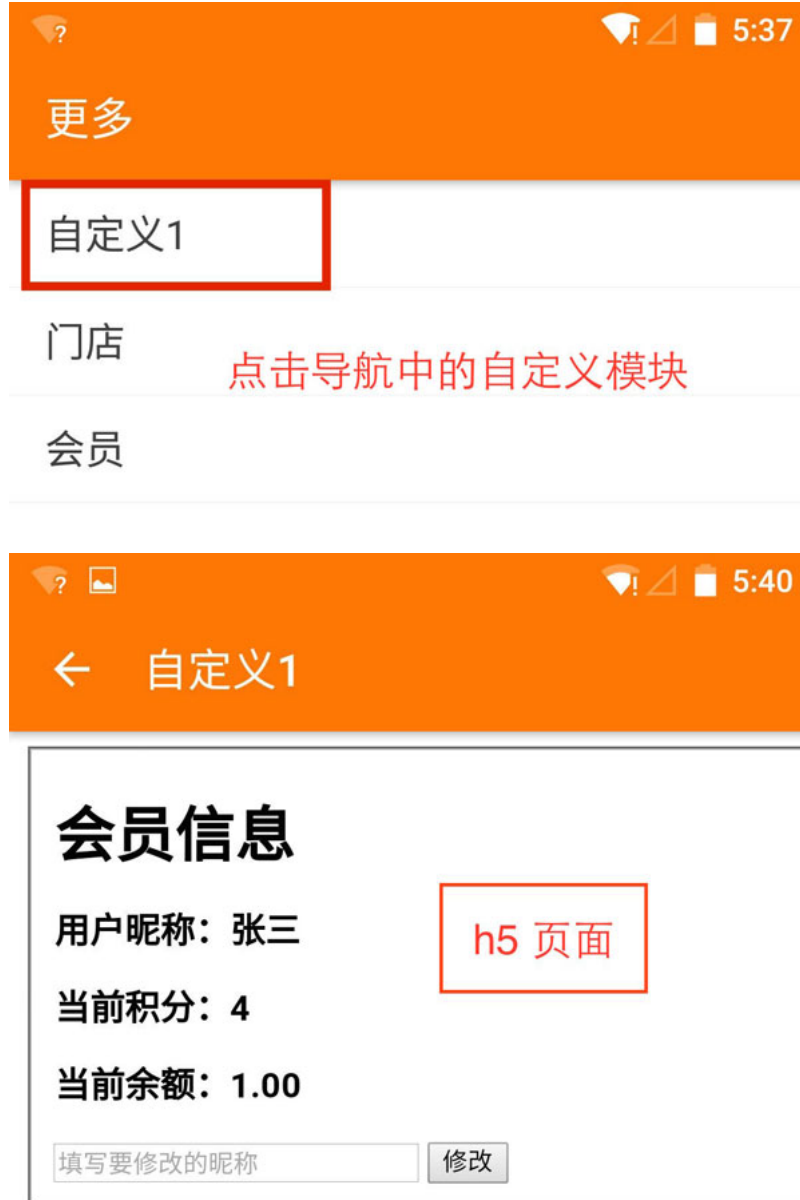 5:37
更多
自定义1
门店
点击导航中的自定义模块
会员
5:40
自定义1
会员信息
用户昵称：张三
h5 页面
当前积分：4
当前余额：1.00
填写要修改的昵称 修改